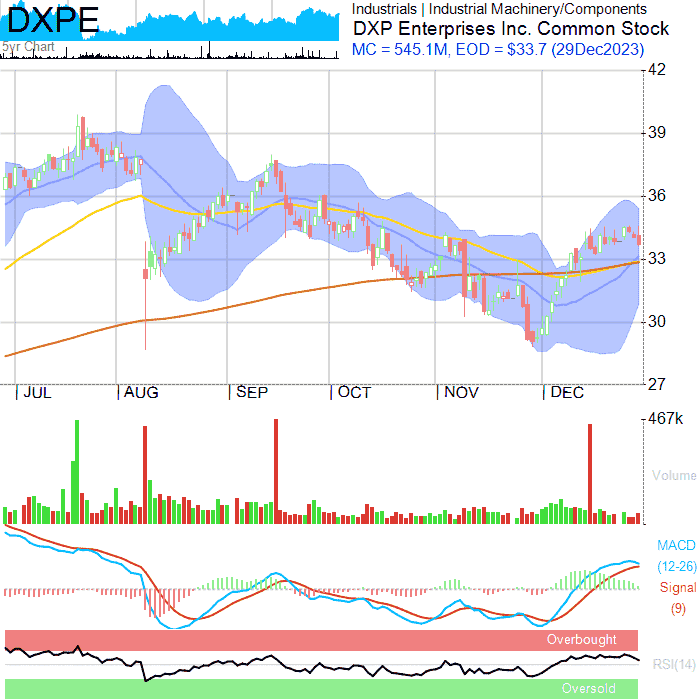 DXPE
5yr Chart
Industrials | Industrial Machinery/Components
DXP Enterprises Inc. Common Stock
MC = 545.1M, EOD = $33.7 (29Dec2023)
42
39
36
33
30
27
JUL AUG SEP OCT NOV DEC
467k
Volume
MACD
(12-26)
Signal
(9)
Overbought
RSI(14)
Oversold